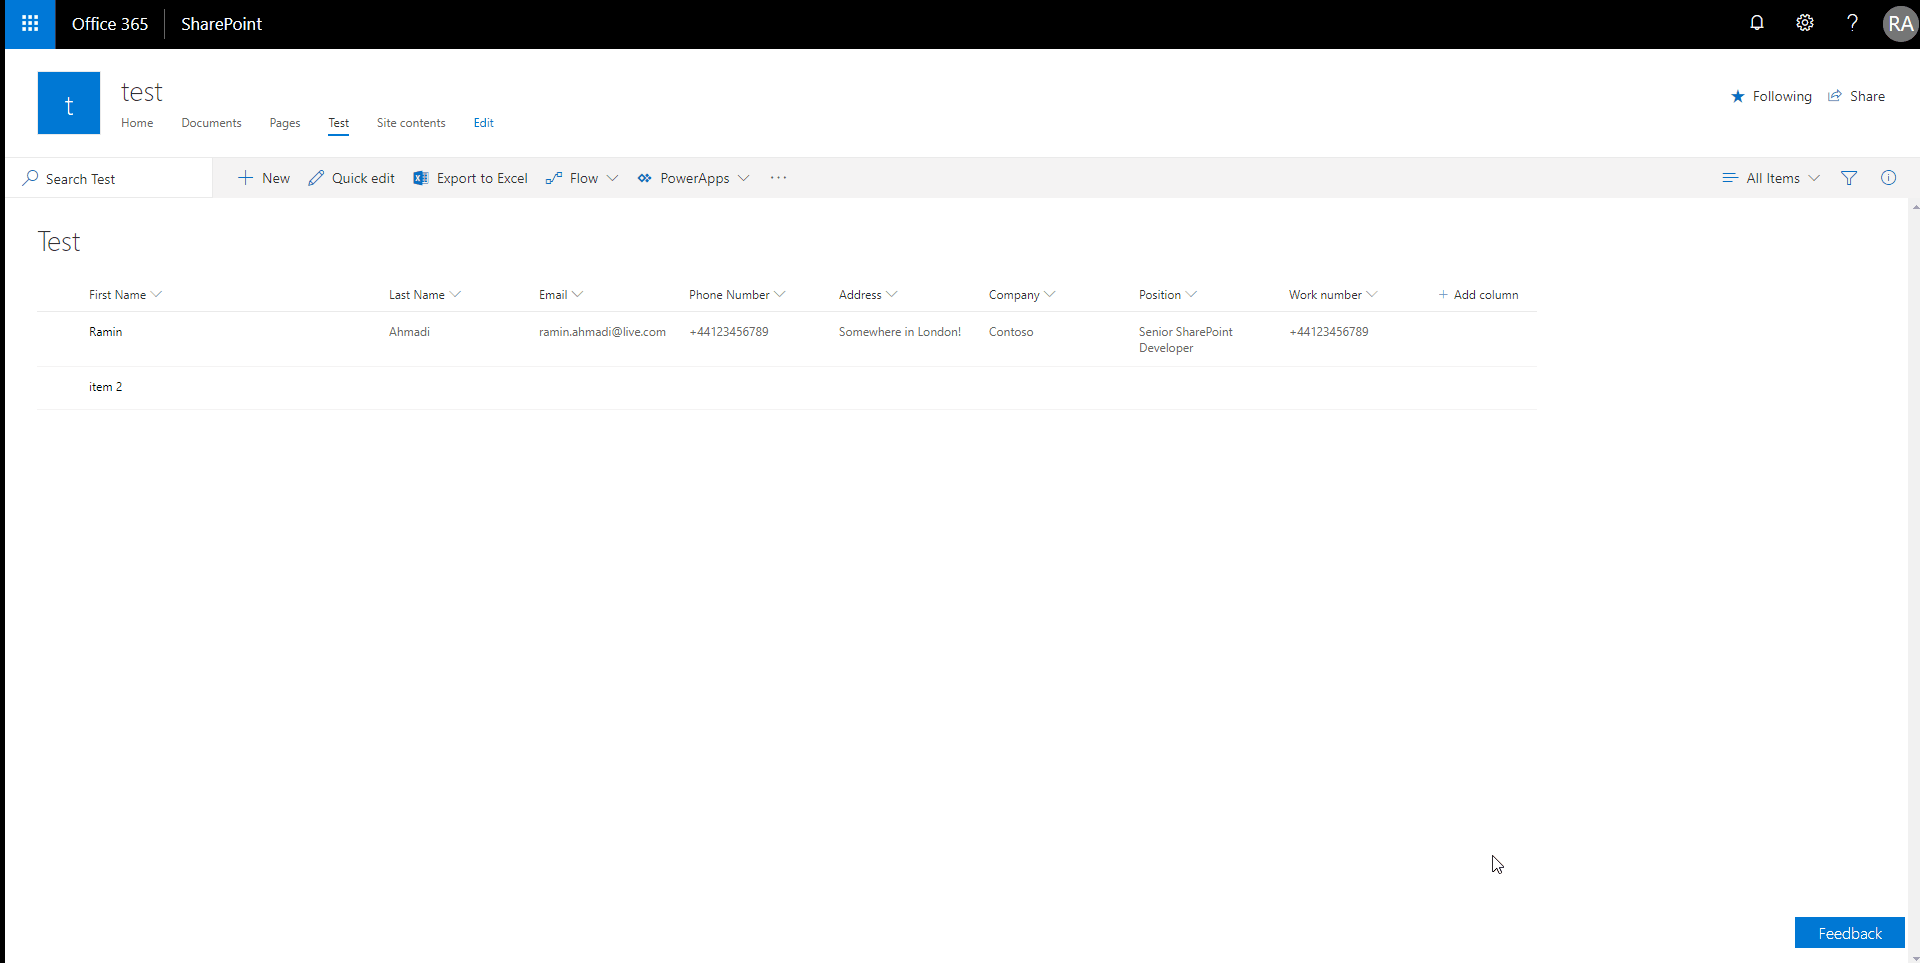 Office 365 SharePoint ? RA
t
test
Home Documents Pages Test Site contents Edit
Following Share
Search Test New Quick edit Export to Excel Flow PowerApps ... All Items
Test
First Name Last Name Email Phone Number Address Company Position Work number + Add column
Ramin Ahmadi ramin.ahmadi@live.com +44123456789 Somewhere in London! Contoso Senior SharePoint +44123456789
Developer
item 2
Feedback